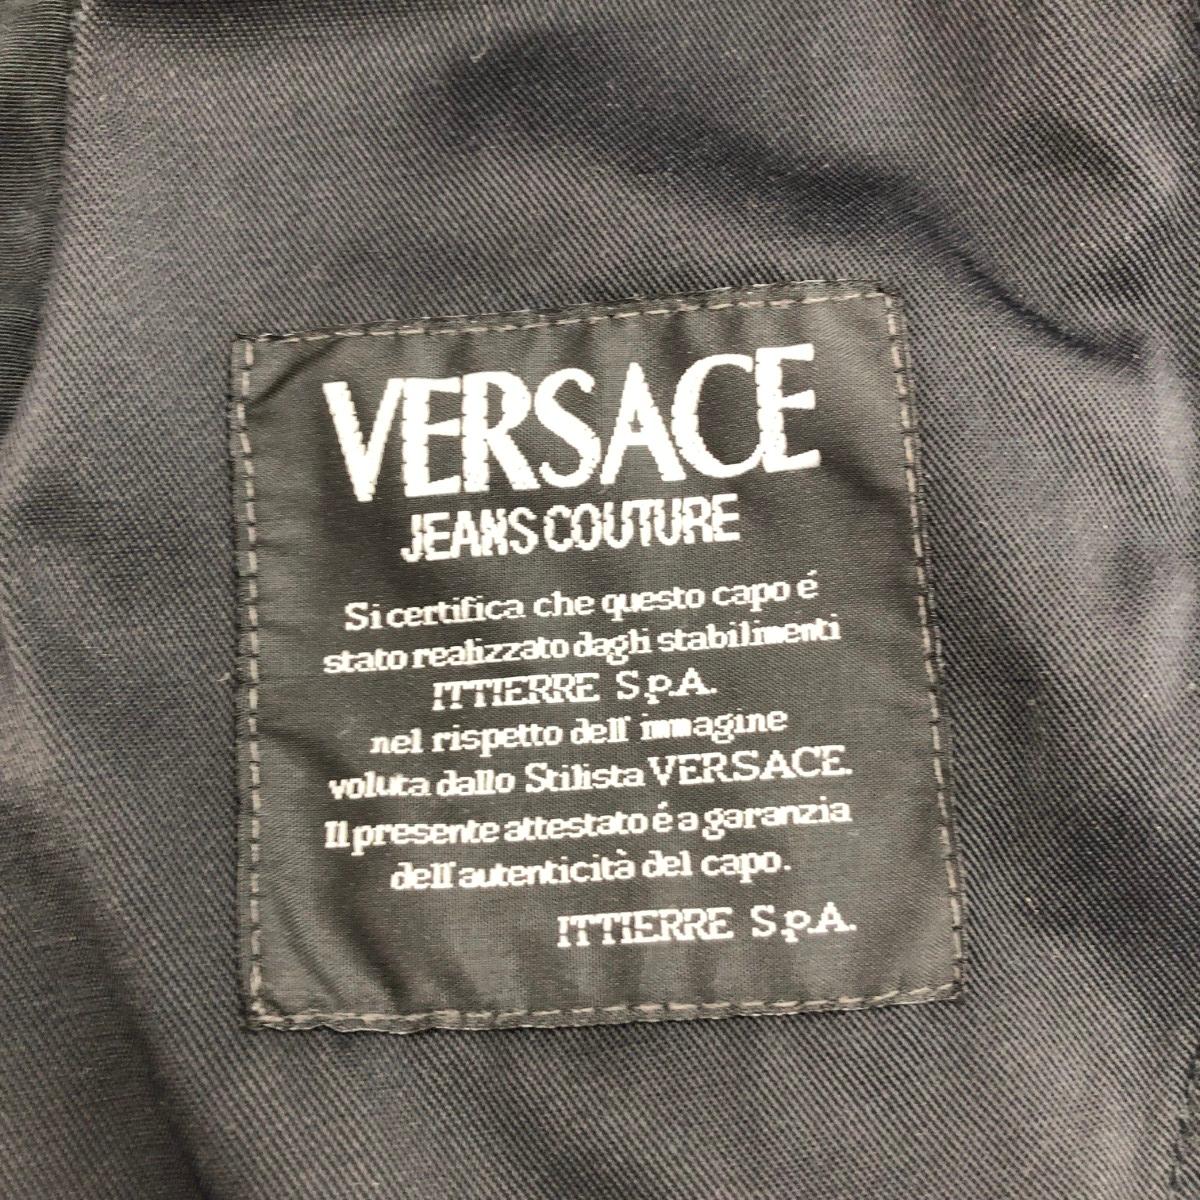 VERSACE
JEANS COUTURE
Si certifica che questo capo é
stato realizzato dagli stabilimenti
ITTIERRE S.p.A.
nel rispetto dell' immagine
voluta dallo Stilista VERSACE.
Il presente attestato é a garanzia
dell'autenticità del capo.
ITTIERRE S.p.A.